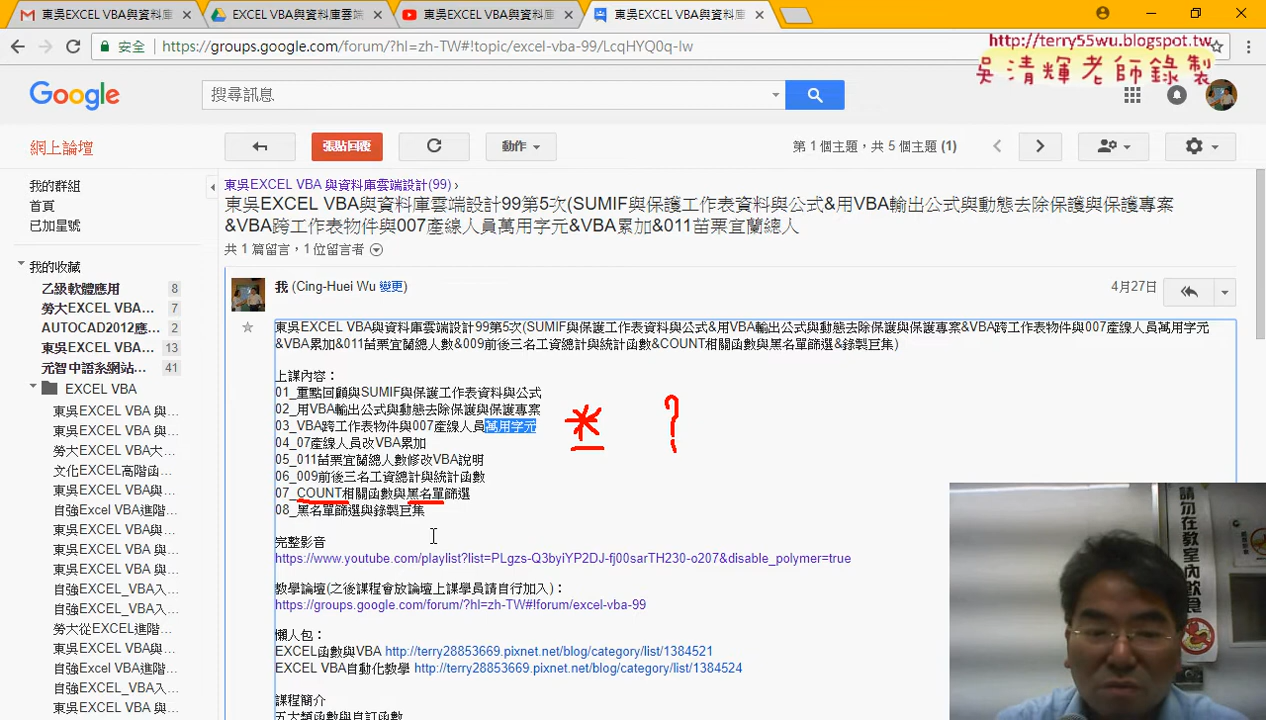 EXCEL VBA與資料庫雲端
東吳EXCEL VBA與資料庫
東吳EXCEL VBA與資料庫
安全
https://groups.google.com/forum/?hl=zh-TW#!topic/excel-vba-99/LcqHYQ0q-lw
http://terry55wu.blogspot.tw
吳清輝老師錄製
Google
搜尋訊息
網上論壇
張貼回覆
動作
第 1 個主題，共 5 個主題 (1)
我的群組
首頁
已加星號
我的收藏
乙級軟體應用 8
勞大EXCEL VBA... 7
AUTOCAD2012應... 2
東吳EXCEL VBA... 13
元智中語系網站... 41
EXCEL VBA
東吳EXCEL VBA 與...
東吳EXCEL VBA 與...
勞大EXCEL VBA大...
文化EXCEL高階函...
自強Excel VBA進階...
東吳EXCEL VBA與...
東吳EXCEL VBA 與...
自強EXCEL_VBA入...
自強EXCEL_VBA入...
自強EXCEL VBA進...
東吳EXCEL VBA 與...
勞大從EXCEL進階...
東吳EXCEL VBA與...
自強Excel VBA進階...
自強EXCEL_VBA入...
東吳EXCEL VBA與...
東吳EXCEL VBA 與資料庫雲端設計(99) ›
東吳EXCEL VBA與資料庫雲端設計99第5次(SUMIF與保護工作表資料與公式&用VBA輸出公式與動態去除保護與保護專案
&VBA跨工作表物件與007產線人員萬用字元&VBA累加&011苗栗宜蘭總人
共 1 篇留言，1 位留言者
我 (Cing-Huei Wu 變更)
4月27日
東吳EXCEL VBA與資料庫雲端設計99第5次(SUMIF與保護工作表資料與公式&用VBA輸出公式與動態去除保護與保護專案&VBA跨工作表物件與007產線人員萬用字元
&VBA累加&011苗栗宜蘭總人數&009前後三名工資總計與統計函數&COUNT相關函數與黑名單篩選&錄製巨集)
上課內容：
01_重點回顧與SUMIF與保護工作表資料與公式
02_用VBA輸出公式與動態去除保護與保護專案
03_VBA跨工作表物件與007產線人員萬用字元
* ?
04_07產線人員改VBA累加
05_011苗栗宜蘭總人數修改VBA說明
06_009前後三名工資總計與統計函數
07_COUNT相關函數與黑名單篩選
08_黑名單篩選與錄製巨集
完整影音
https://www.youtube.com/playlist?list=PLgzs-Q3byiYP2DJ-fj00sarTH230-o207&disable_polymer=true
教學論壇(之後課程會放論壇上課學員請自行加入)：
https://groups.google.com/forum/?hl=zh-TW#!forum/excel-vba-99
懶人包：
EXCEL函數與VBA http://terry28853669.pixnet.net/blog/category/list/1384521
EXCEL VBA自動化教學 http://terry28853669.pixnet.net/blog/category/list/1384524
課程簡介
五大類函數與自訂函數
請勿在教室內飲食